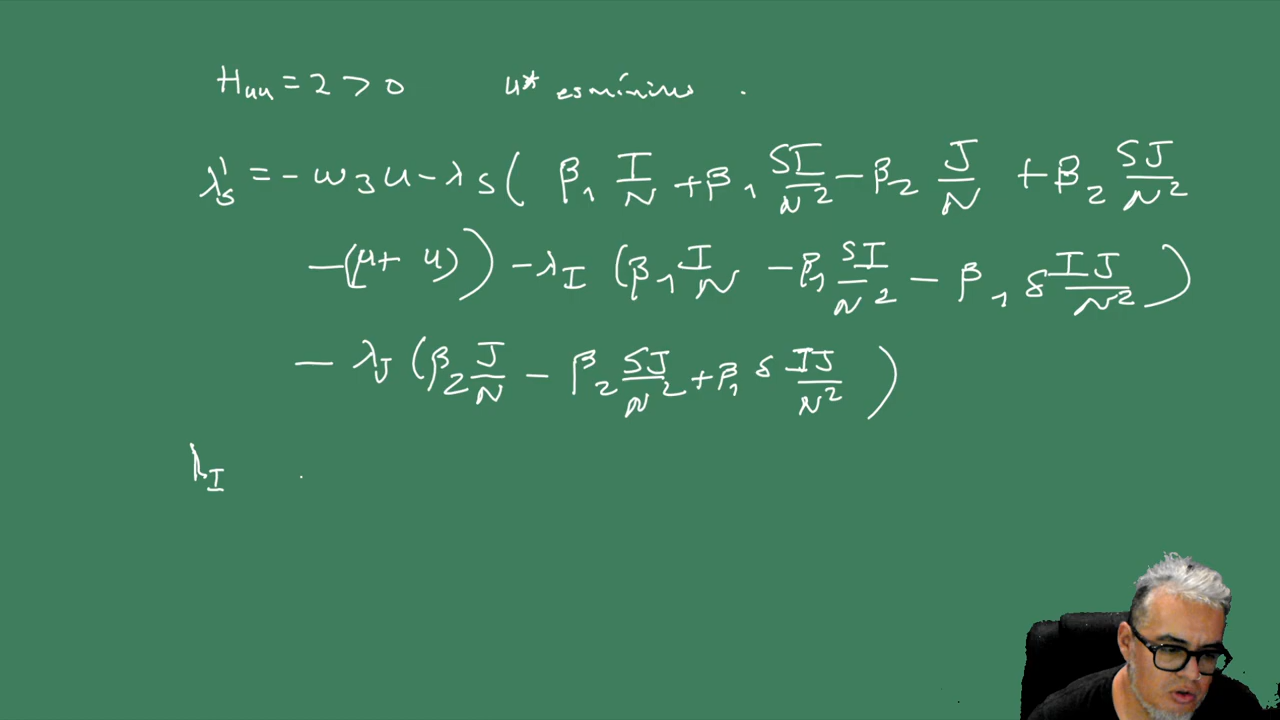 H_uu = 2 > 0 u* es mínimo .
λ'_S = - w_3 u - λ_S ( β_1 I/N + β_1 SI/N² - β_2 J/N + β_2 SJ/N²
- (μ + u) ) - λ_I ( β_1 I/N - β_1 SI/N² - β_1 δ IJ/N² )
- λ_J ( β_2 J/N - β_2 SJ/N² + β_1 δ IJ/N² )
λ_I